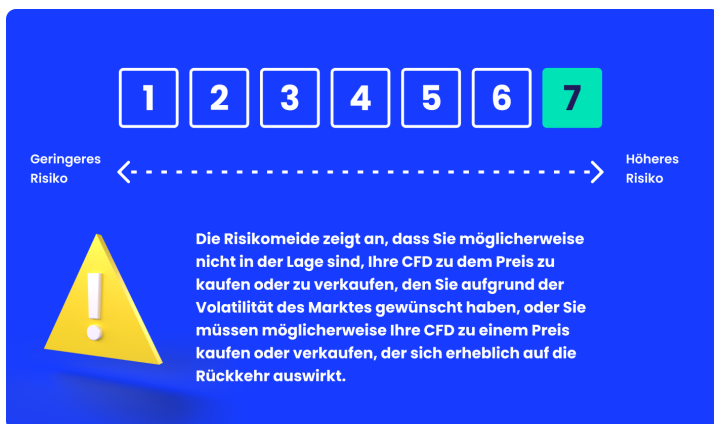 1 2 3 4 5 6 7
Geringeres
Risiko
Höheres
Risiko
Die Risikomeide zeigt an, dass Sie möglicherweise
nicht in der Lage sind, Ihre CFD zu dem Preis zu
kaufen oder zu verkaufen, den Sie aufgrund der
Volatilität des Marktes gewünscht haben, oder Sie
müssen möglicherweise Ihre CFD zu einem Preis
kaufen oder verkaufen, der sich erheblich auf die
Rückkehr auswirkt.